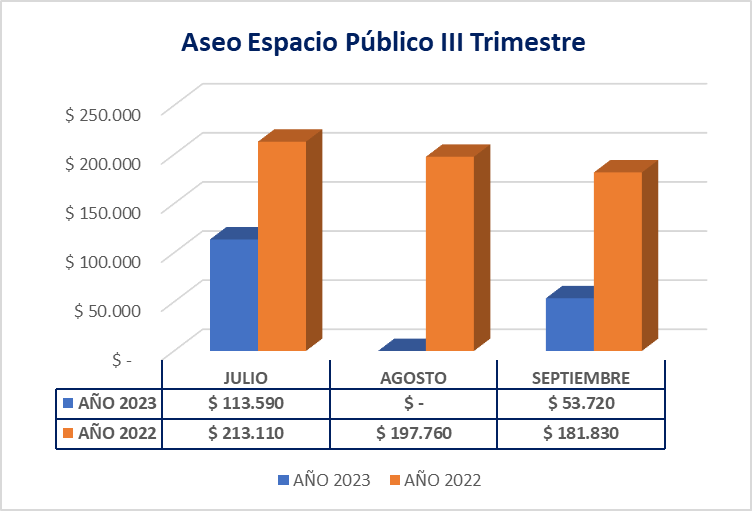 Aseo Espacio Público III Trimestre
$ 250.000
$ 200.000
$ 150.000
$ 100.000
$ 50.000
$ -
JULIO AGOSTO SEPTIEMBRE
AÑO 2023 $ 113.590 $ - $ 53.720
AÑO 2022 $ 213.110 $ 197.760 $ 181.830
AÑO 2023 AÑO 2022